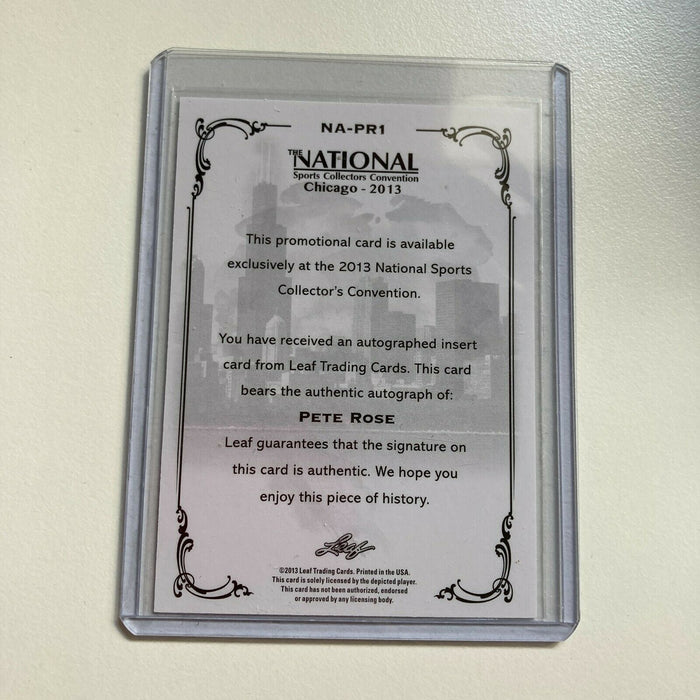 NA-PR1
THE NATIONAL
Sports Collectors Convention
Chicago - 2013
This promotional card is available
exclusively at the 2013 National Sports
Collector's Convention.
You have received an autographed insert
card from Leaf Trading Cards. This card
bears the authentic autograph of:
PETE ROSE
Leaf guarantees that the signature on
this card is authentic. We hope you
enjoy this piece of history.
Leaf
©2013 Leaf Trading Cards. Printed in the USA.
This card is solely licensed by the depicted player.
This card has not been authorized, endorsed
or approved by any licensing body.